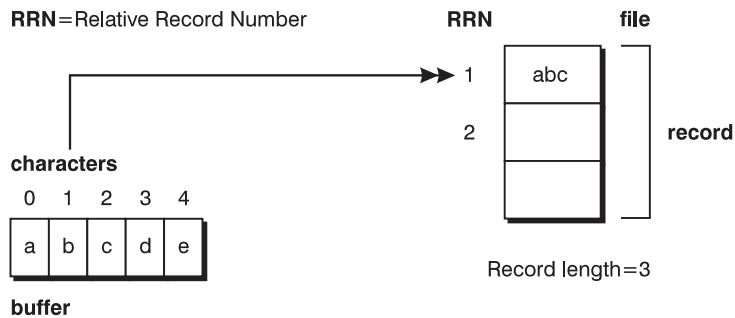 RRN=Relative Record Number
RRN file
1 abc
2
record
characters
0 1 2 3 4
a b c d e
Record length=3
buffer